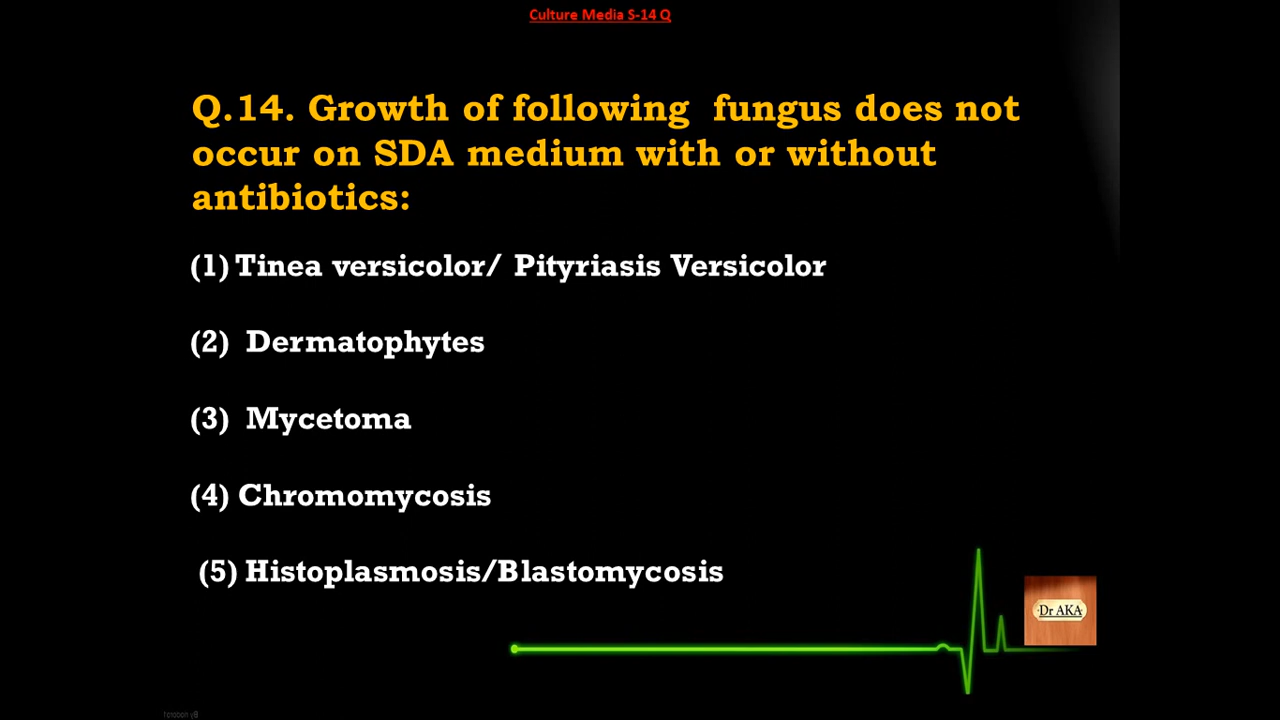 Culture Media S-14 Q
Q.14. Growth of following fungus does not
occur on SDA medium with or without
antibiotics:
(1) Tinea versicolor/ Pityriasis Versicolor
(2) Dermatophytes
(3) Mycetoma
(4) Chromomycosis
(5) Histoplasmosis/Blastomycosis
Dr AKA